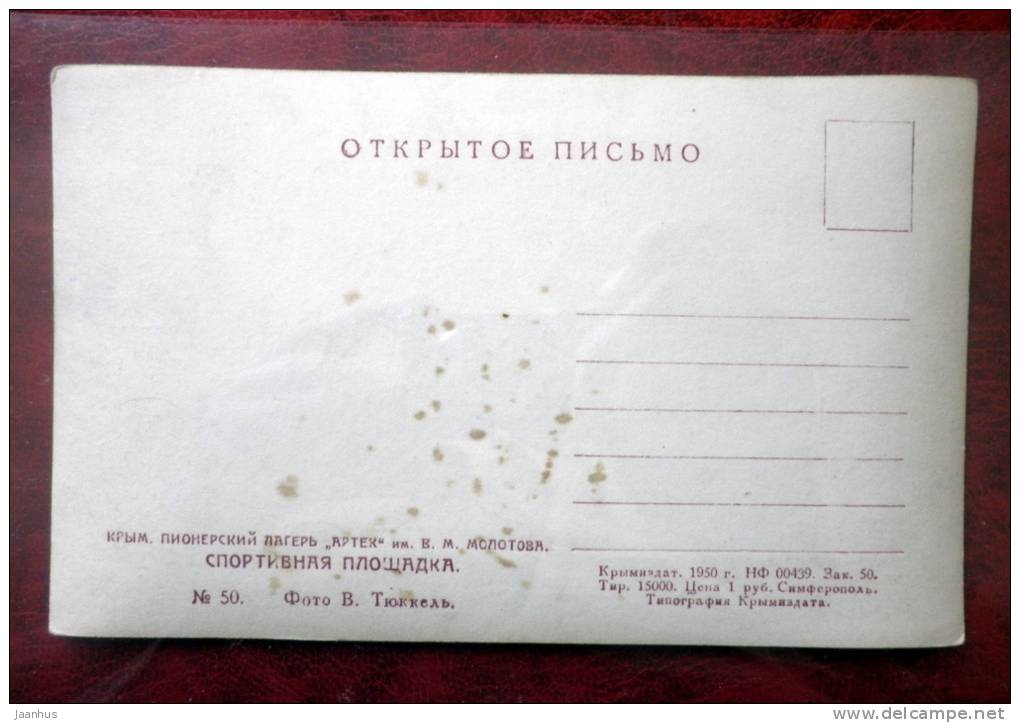 ОТКРЫТОЕ ПИСЬМО
КРЫМ. ПИОНЕРСКИЙ ЛАГЕРЬ „АРТЕК“ им. В. М. МОЛОТОВА.
СПОРТИВНАЯ ПЛОЩАДКА.
№ 50. Фото В. Тюккель.
Крымиздат. 1950 г. НФ 00439. Зак. 50.
Тир. 15000. Цена 1 руб. Симферополь.
Типография Крымиздата.
Jaanhus
www.delcampe.net